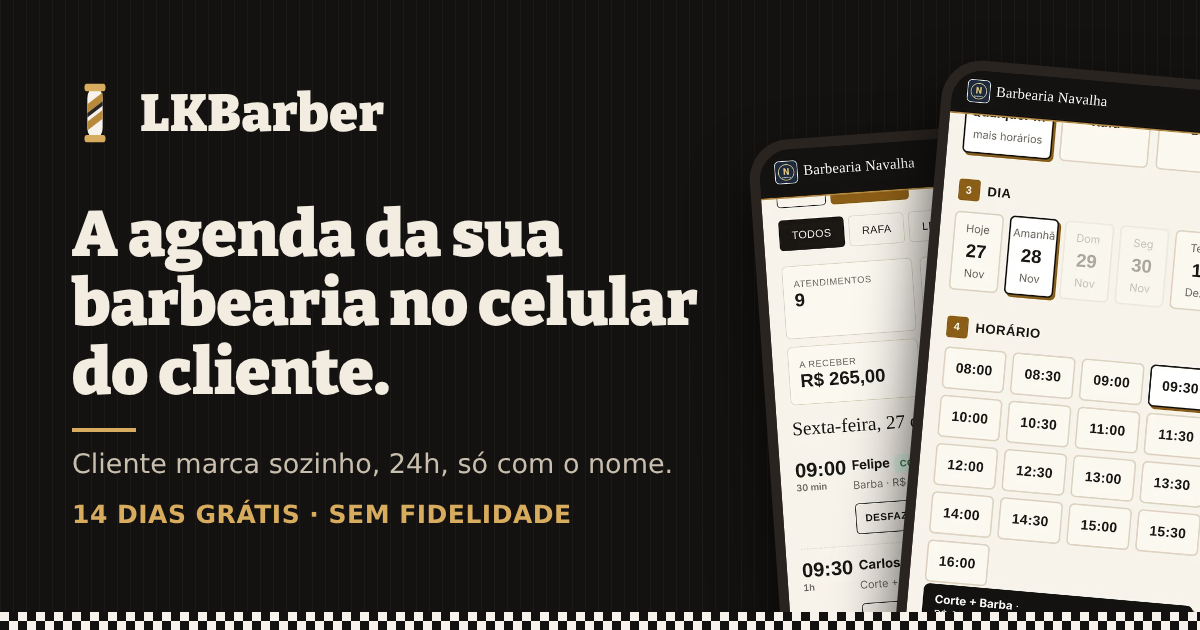 LKBarber
A agenda da sua
barbearia no celular
do cliente.
Cliente marca sozinho, 24h, só com o nome.
14 DIAS GRÁTIS · SEM FIDELIDADE
N
Barbearia Navalha
TODOS
RAFA
ATENDIMENTOS
9
A RECEBER
R$ 265,00
Sexta-feira, 27
09:00 Felipe
30 min
Barba · R$
09:30 Carlos
1h
Corte +
N
Barbearia Navalha
mais horários
3 DIA
Hoje Amanhã Dom Seg
27 28 29 30
Nov Nov Nov Nov
4 HORÁRIO
08:00 08:30 09:00 09:30
10:00 10:30 11:00 11:30
12:00 12:30 13:00 13:30
14:00 14:30 15:00 15:30
16:00
Corte + Barba ·